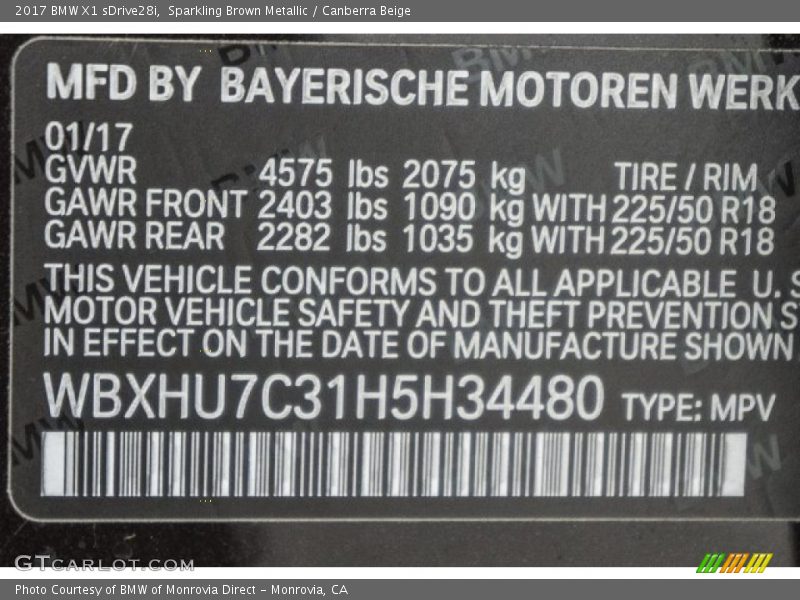 2017 BMW X1 sDrive28i, Sparkling Brown Metallic / Canberra Beige
MFD BY BAYERISCHE MOTOREN WERK
01/17
GVWR 4575 lbs 2075 kg TIRE / RIM
GAWR FRONT 2403 lbs 1090 kg WITH 225/50 R18
GAWR REAR 2282 lbs 1035 kg WITH 225/50 R18
THIS VEHICLE CONFORMS TO ALL APPLICABLE U. S
MOTOR VEHICLE SAFETY AND THEFT PREVENTION S
IN EFFECT ON THE DATE OF MANUFACTURE SHOWN
WBXHU7C31H5H34480 TYPE: MPV
GTCARLOT.COM
Photo Courtesy of BMW of Monrovia Direct - Monrovia, CA